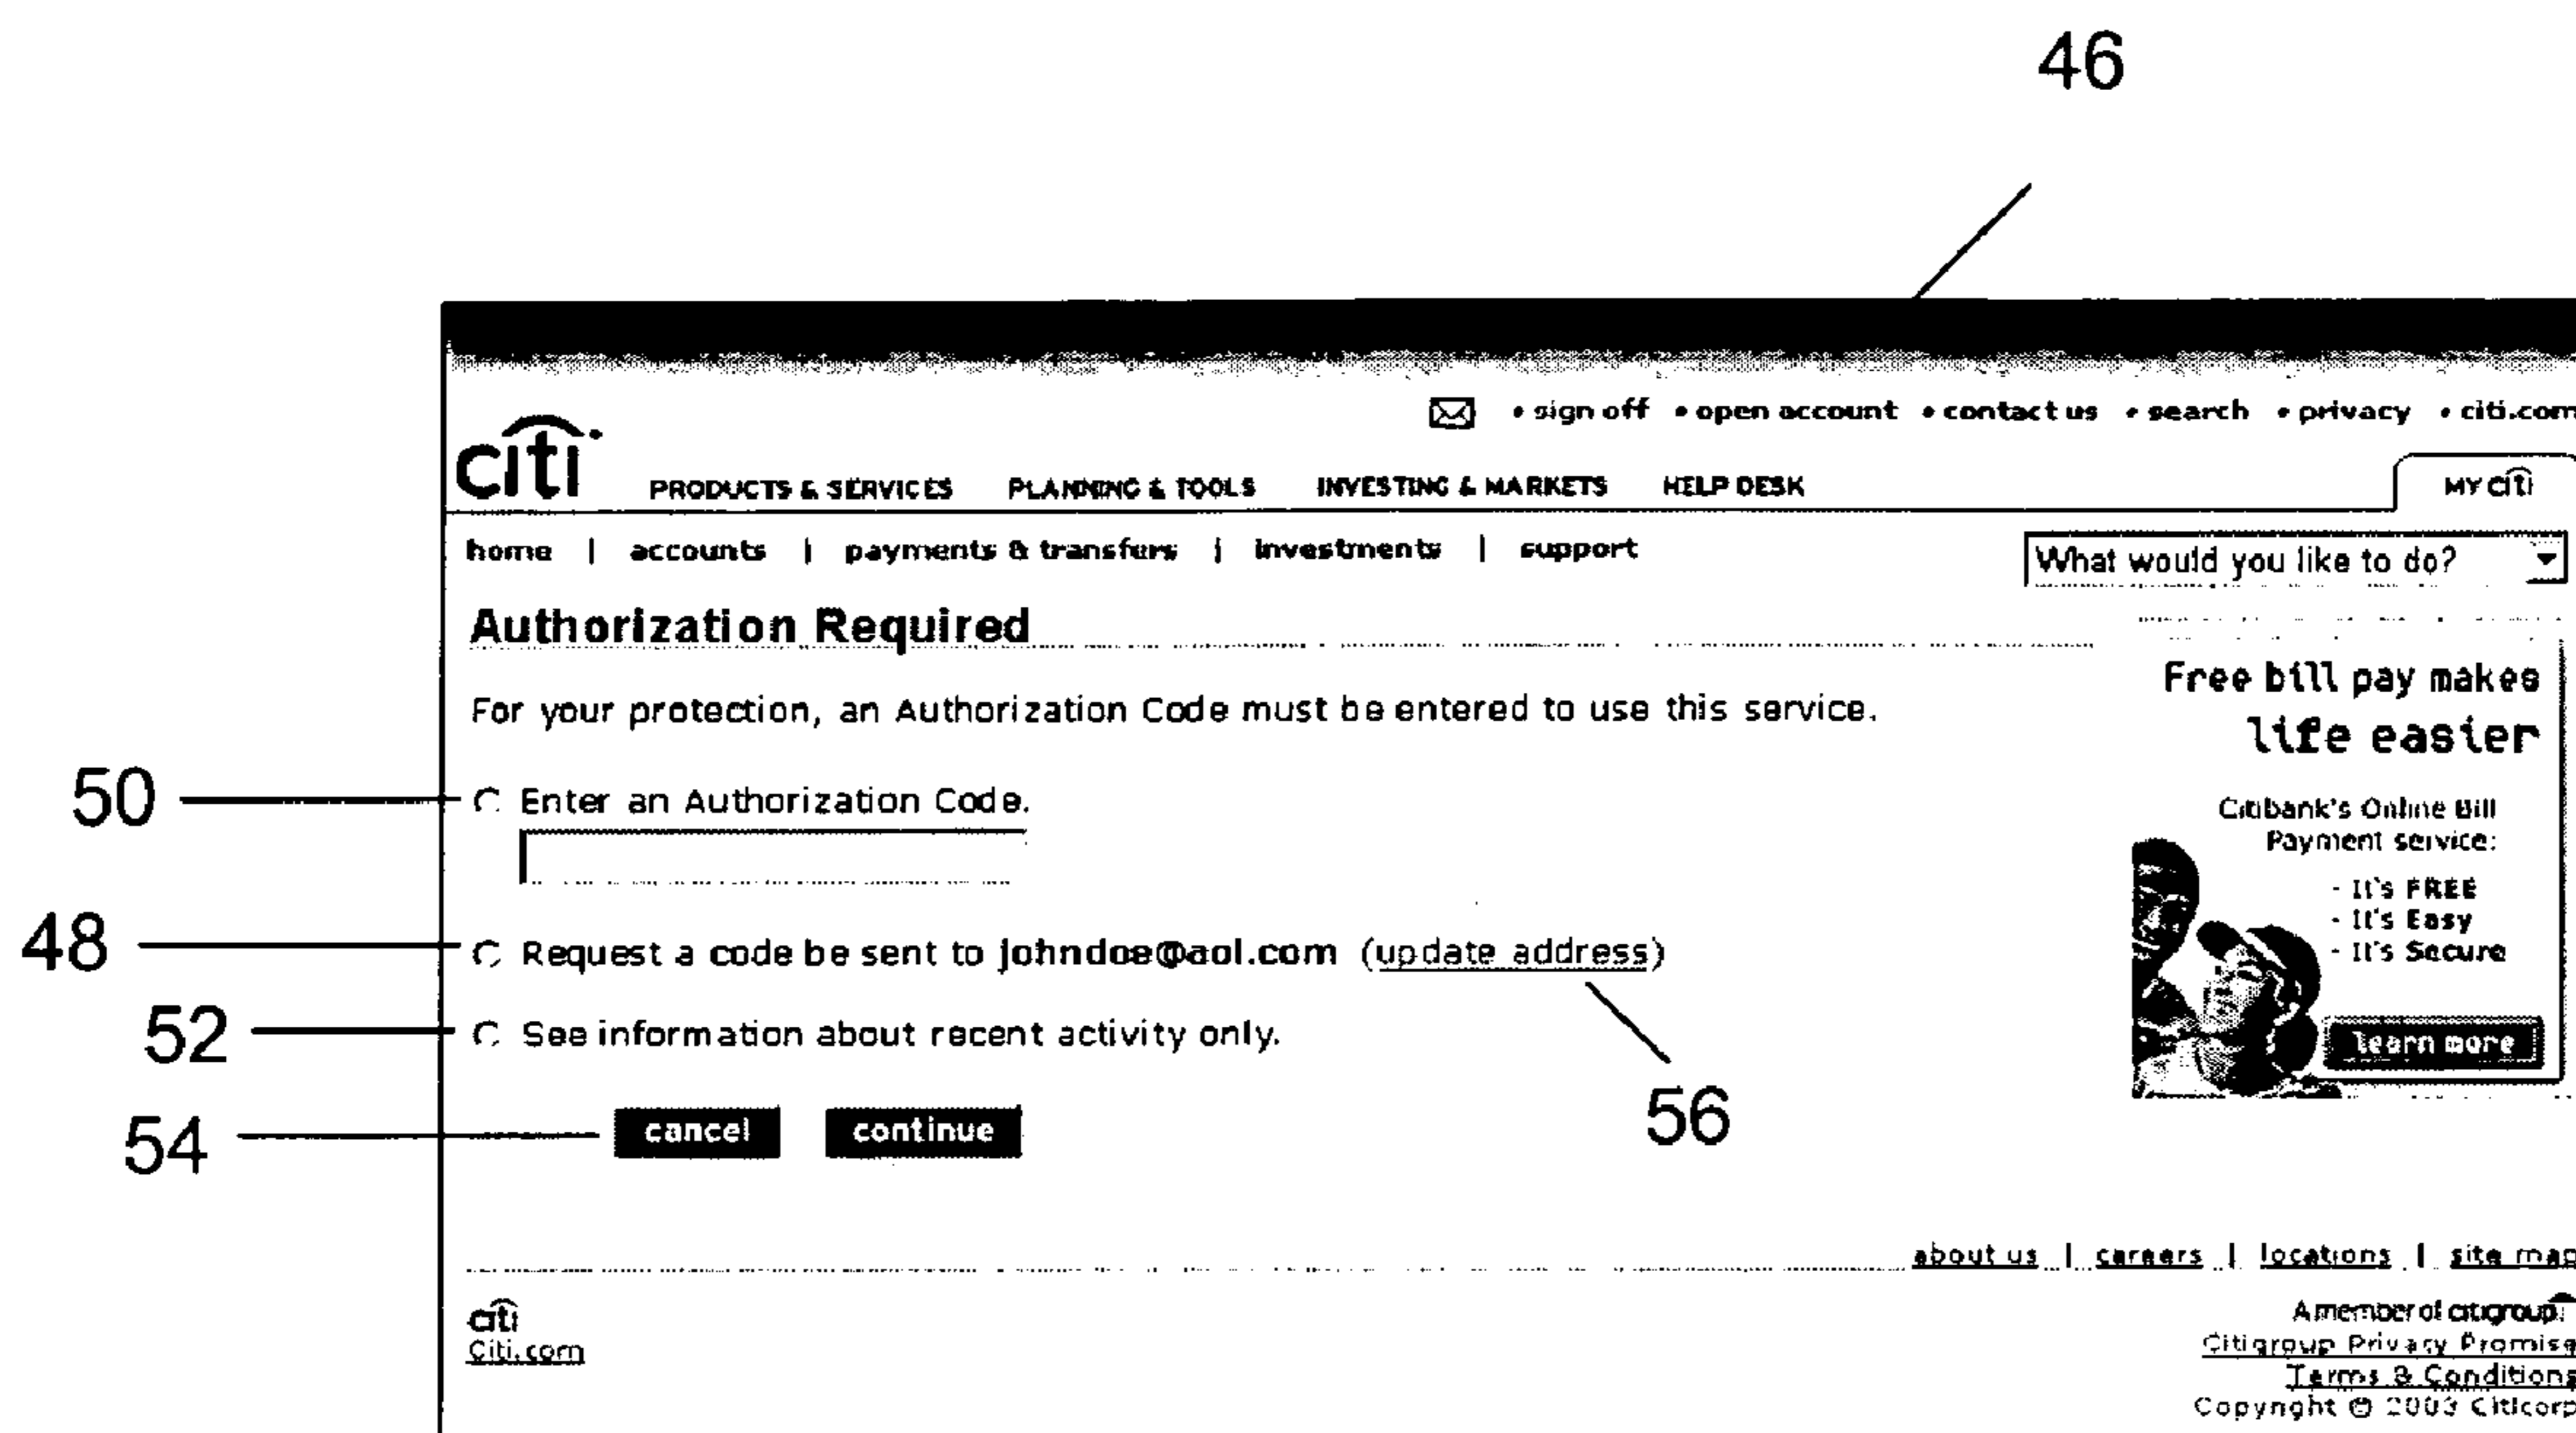 46
• sign off • open account • contact us • search • privacy • citi.com
citi
PRODUCTS & SERVICES PLANNING & TOOLS INVESTING & MARKETS HELP DESK MY citi
home | accounts | payments & transfers | investments | support
What would you like to do?
Authorization Required
For your protection, an Authorization Code must be entered to use this service.
50
Enter an Authorization Code.
48
Request a code be sent to johndoe@aol.com (update address)
52
See information about recent activity only.
56
54
cancel continue
Free bill pay makes
life easier
Citibank's Online Bill
Payment service:
- It's FREE
- It's Easy
- It's Secure
learn more
about us | careers | locations | site map
citi
Citi.com
A member of citigroup
Citigroup Privacy Promise
Terms & Conditions
Copyright © 2003 Citicorp